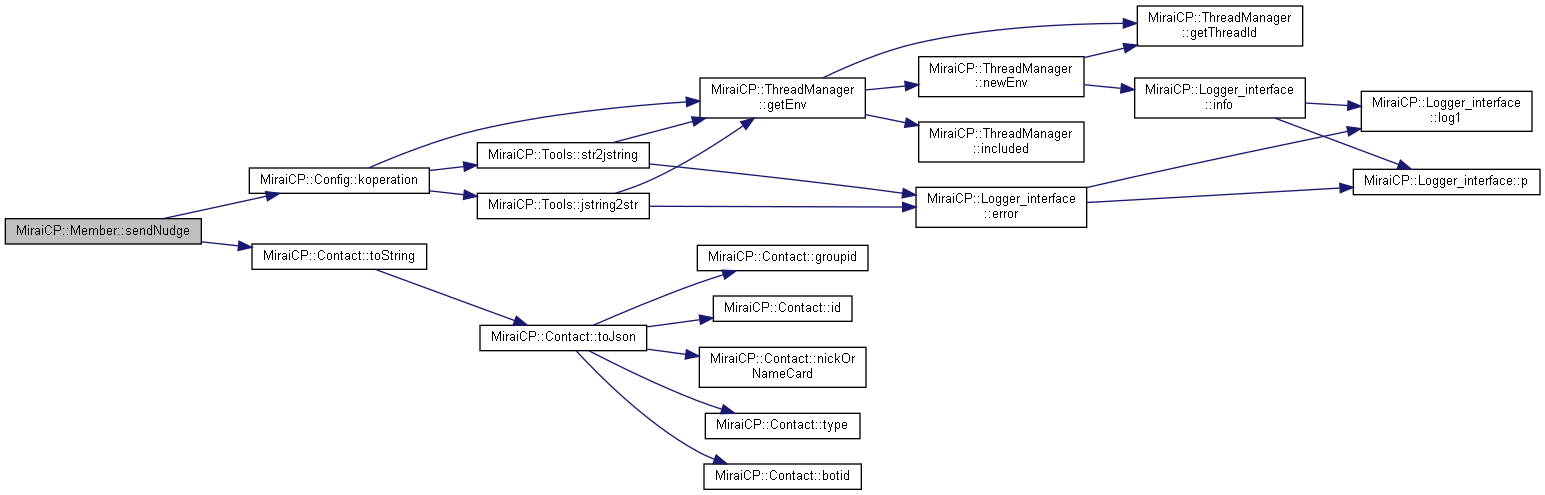 MiraiCP::Member::sendNudge
MiraiCP::Config::koperation
MiraiCP::Contact::toString
MiraiCP::Tools::str2jstring
MiraiCP::Tools::jstring2str
MiraiCP::Contact::toJson
MiraiCP::ThreadManager
::getEnv
MiraiCP::Contact::groupid
MiraiCP::Contact::id
MiraiCP::Contact::nickOr
NameCard
MiraiCP::Contact::type
MiraiCP::Contact::botid
MiraiCP::ThreadManager
::newEnv
MiraiCP::ThreadManager
::included
MiraiCP::Logger_interface
::error
MiraiCP::ThreadManager
::getThreadId
MiraiCP::Logger_interface
::info
MiraiCP::Logger_interface
::log1
MiraiCP::Logger_interface::p